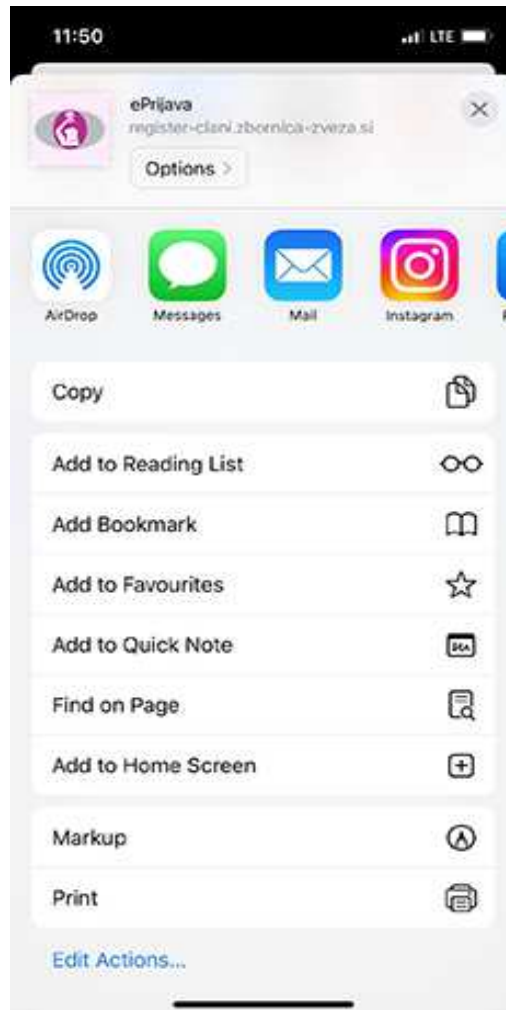 11:50
LTE
ePrijava
register-clani.zbornica-zveza.si
Options >
AirDrop
Messages
Mail
Instagram
Copy
Add to Reading List
Add Bookmark
Add to Favourites
Add to Quick Note
Find on Page
Add to Home Screen
Markup
Print
Edit Actions...